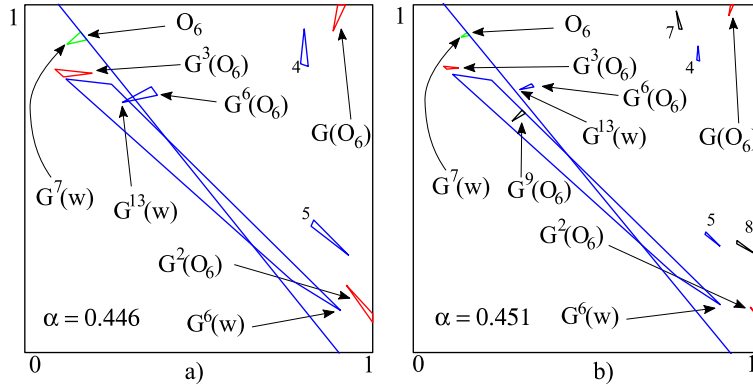 1
O₆
G³(O₆)
4
G⁶(O₆)
G(O₆)
G⁷(w)
G¹³(w)
5
G²(O₆)
G⁶(w)
α = 0.446
0
1
a)
1
O₆
7
G³(O₆)
4
G⁶(O₆)
G¹³(w)
G(O₆)
G⁷(w)
G⁹(O₆)
5
8
G²(O₆)
G⁶(w)
α = 0.451
0
1
b)